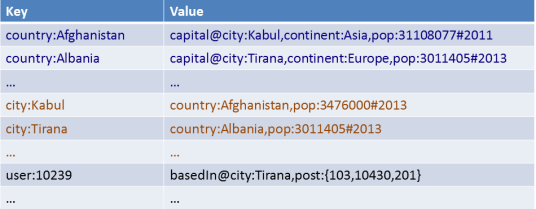 Key Value
country:Afghanistan capital@city:Kabul,continent:Asia,pop:31108077#2011
country:Albania capital@city:Tirana,continent:Europe,pop:3011405#2013
… …
city:Kabul country:Afghanistan,pop:3476000#2013
city:Tirana country:Albania,pop:3011405#2013
… …
user:10239 basedIn@city:Tirana,post:{103,10430,201}
… …